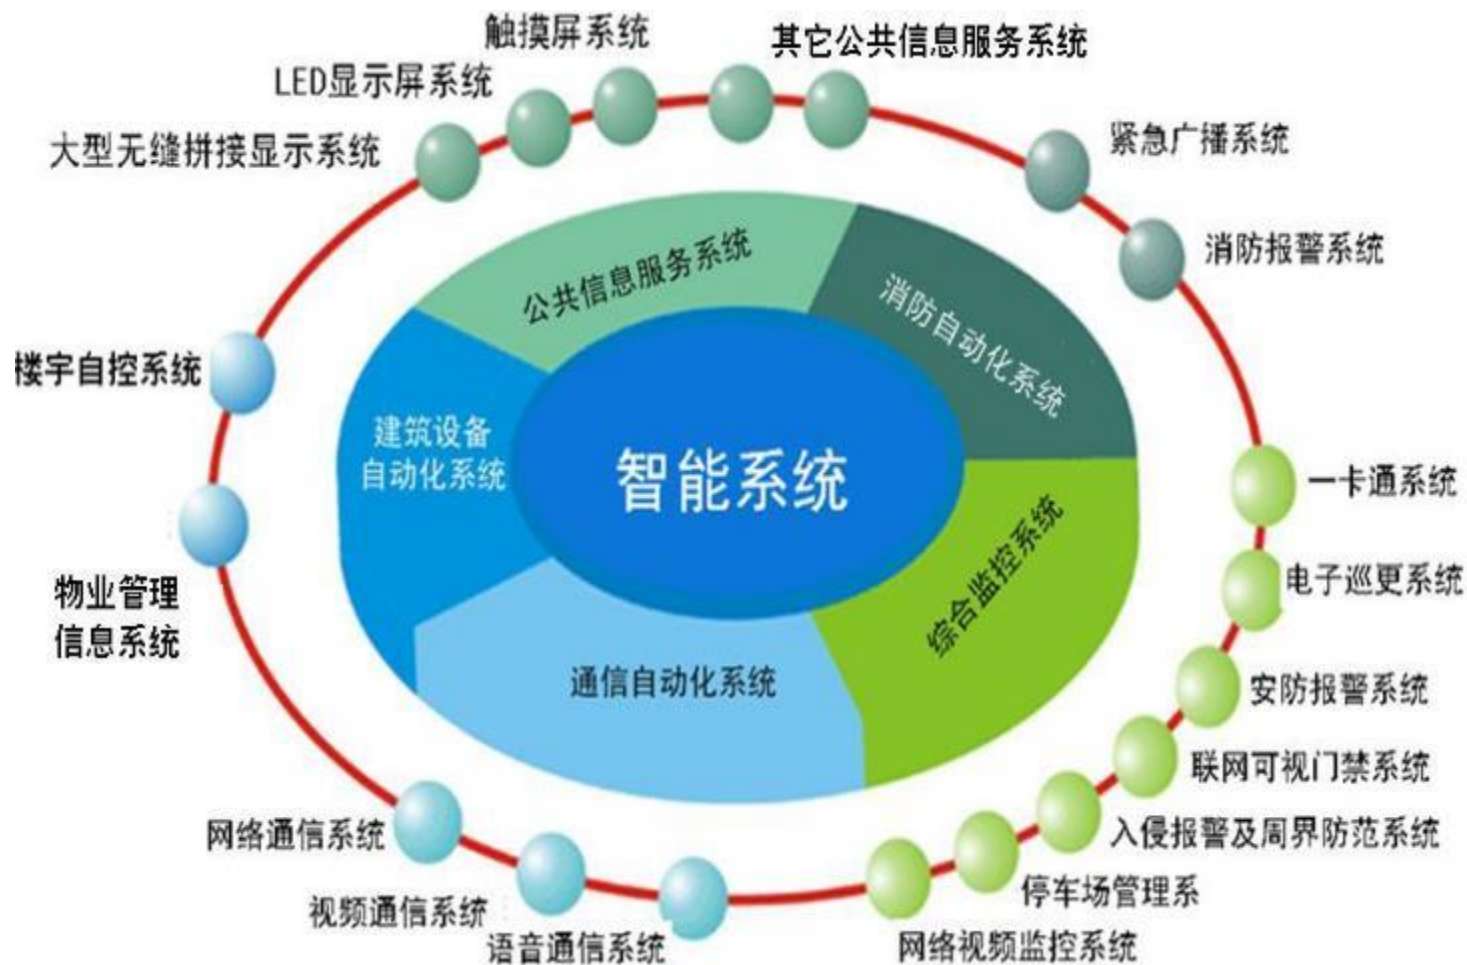 触摸屏系统
其它公共信息服务系统
LED显示屏系统
大型无缝拼接显示系统
紧急广播系统
消防报警系统
公共信息服务系统
消防自动化系统
楼宇自控系统
建筑设备
自动化系统
智能系统
一卡通系统
综合监控系统
电子巡更系统
物业管理
信息系统
通信自动化系统
安防报警系统
联网可视门禁系统
网络通信系统
入侵报警及周界防范系统
视频通信系统
停车场管理系
语音通信系统
网络视频监控系统